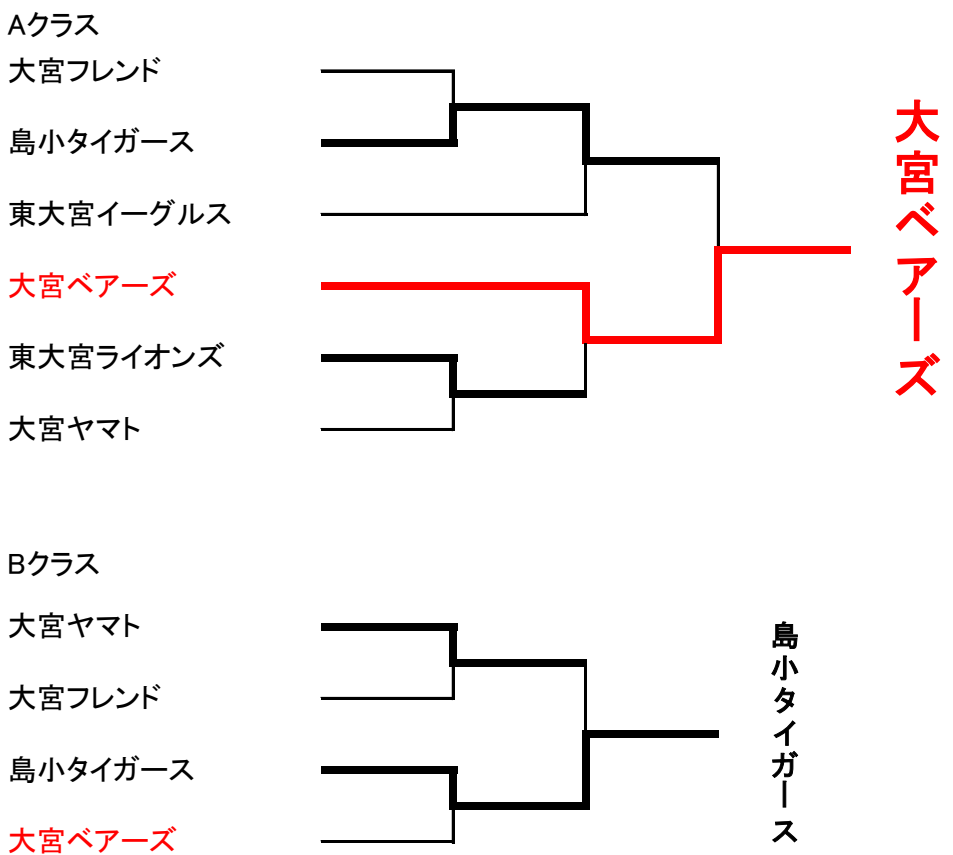 Aクラス
大宮フレンド
島小タイガース
東大宮イーグルス
大宮ベアーズ
東大宮ライオンズ
大宮ヤマト
大宮ベアーズ
Bクラス
大宮ヤマト
大宮フレンド
島小タイガース
大宮ベアーズ
島小タイガース